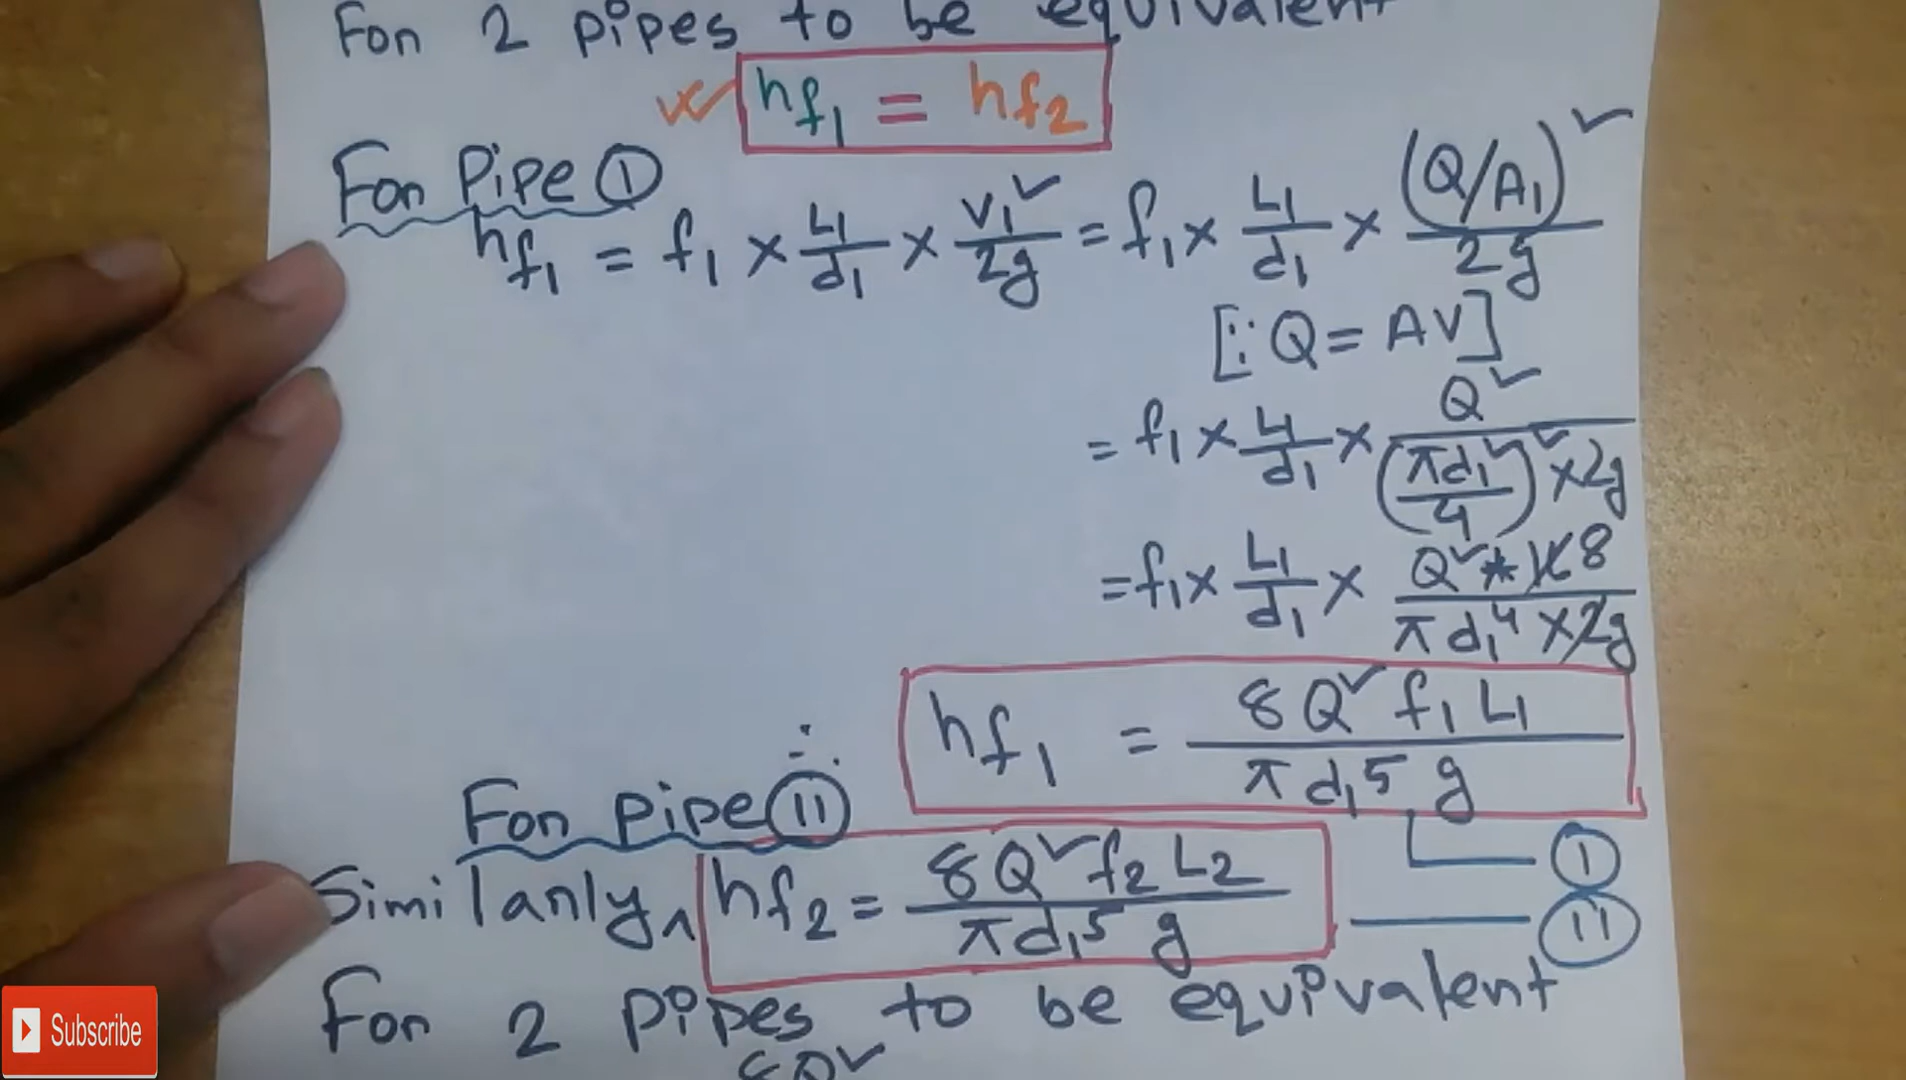 For 2 pipes to be equivalent
hf₁ = hf₂
For Pipe ①
hf₁ = f₁ × L₁/d₁ × V₁²/2g = f₁ × L₁/d₁ × (Q/A₁)²/2g
[∵ Q = AV]
= f₁ × L₁/d₁ × Q²/((πd₁²/4)² × 2g)
= f₁ × L₁/d₁ × Q² * 16 8/(π d₁⁴ × 2g)
∴ hf₁ = 8Q² f₁ L₁/(π d₁⁵ g)
①
For pipe ⑪
Similarly, hf₂ = 8Q² f₂ L₂/(π d₁⁵ g)
⑪
For 2 pipes to be equivalent
8Q²
Subscribe